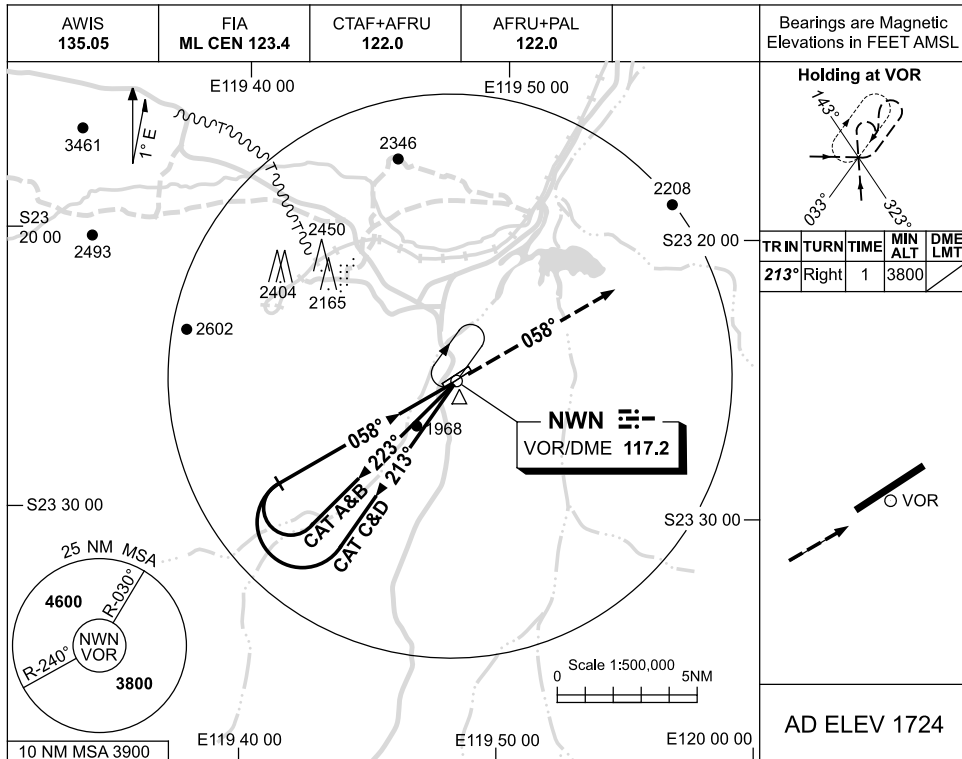 AWIS
135.05
FIA
ML CEN 123.4
CTAF+AFRU
122.0
AFRU+PAL
122.0
Bearings are Magnetic
Elevations in FEET AMSL
E119 40 00
E119 50 00
1° E
3461
2346
2208
S23
20 00
2493
2450
2404
2165
S23 20 00
2602
058°
NWN
VOR/DME 117.2
1968
058°
223°
213°
CAT A&B
CAT C&D
S23 30 00
S23 30 00
25 NM MSA
4600
R-030°
NWN
VOR
R-240°
3800
Scale 1:500,000
0
5NM
10 NM MSA 3900
E119 40 00
E119 50 00
E120 00 00
Holding at VOR
143°
033°
323°
TR IN TURN TIME MIN ALT DME LMT
213° Right 1 3800
VOR
AD ELEV 1724